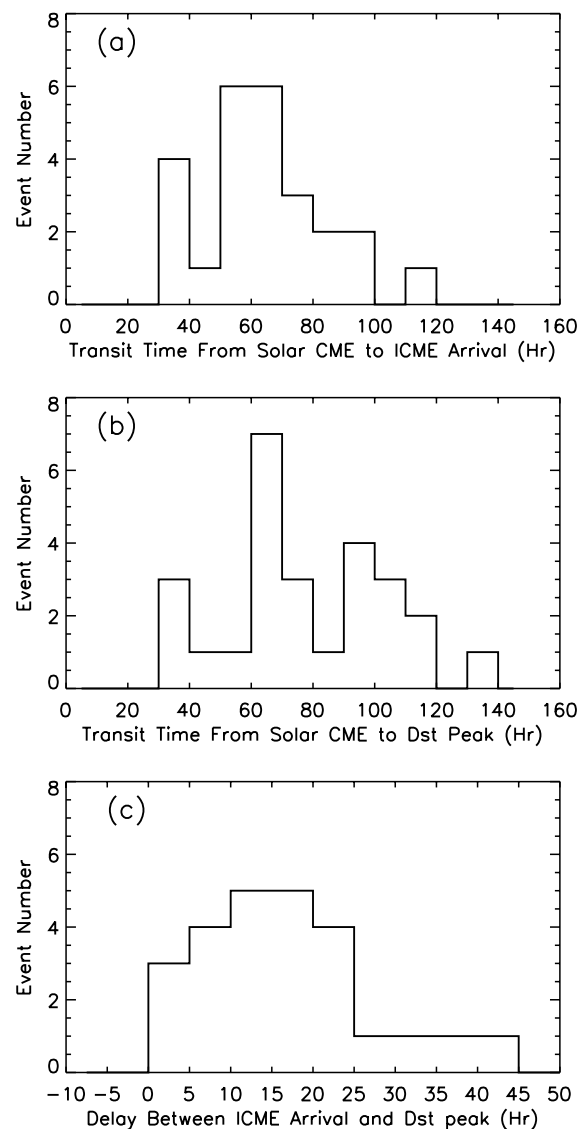 (a)
Event Number
8
6
4
2
0
0 20 40 60 80 100 120 140 160
Transit Time From Solar CME to ICME Arrival (Hr)
(b)
Event Number
8
6
4
2
0
0 20 40 60 80 100 120 140 160
Transit Time From Solar CME to Dst Peak (Hr)
(c)
Event Number
8
6
4
2
0
−10 −5 0 5 10 15 20 25 30 35 40 45 50
Delay Between ICME Arrival and Dst peak (Hr)